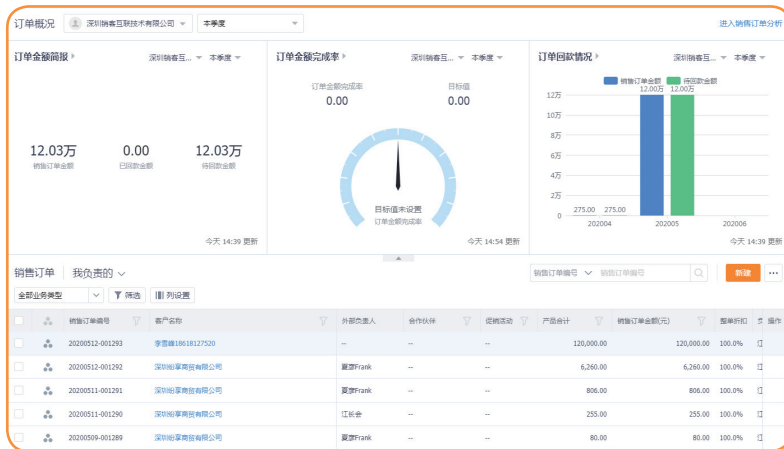 订单概况 深圳销客互联技术有限公司 本季度 进入销售订单分析
订单金额简报 深圳销客互... 本季度
12.03万 0.00 12.03万
销售订单金额 已回款金额 待回款金额
今天 14:39 更新
订单金额完成率 深圳销客互... 本季度
订单金额完成率 目标值
0.00 0.00
目标值未设置
订单金额完成率
今天 14:54 更新
订单回款情况 深圳销客互... 本季度
销售订单金额 待回款金额
12.00万 12.00万
12万
10万
8万
6万
4万
2万
275.00 275.00
0
202004 202005 202006
今天 14:39 更新
销售订单 我负责的 销售订单编号 销售订单编号 新建 ...
全部业务类型 筛选 列设置
销售订单编号 客户名称 外部负责人 合作伙伴 促销活动 产品合计 销售订单金额(元) 整单折扣 操作
20200512-001293 李雪峰18618127520 -- -- -- 120,000.00 120,000.00 100.0%
20200512-001292 深圳纷享商贸有限公司 夏彦Frank -- -- 6,260.00 6,260.00 100.0%
20200511-001291 深圳纷享商贸有限公司 夏彦Frank -- -- 806.00 806.00 100.0%
20200511-001290 深圳纷享商贸有限公司 江长会 -- -- 255.00 255.00 100.0%
20200509-001289 深圳纷享商贸有限公司 夏彦Frank -- -- 80.00 80.00 100.0%